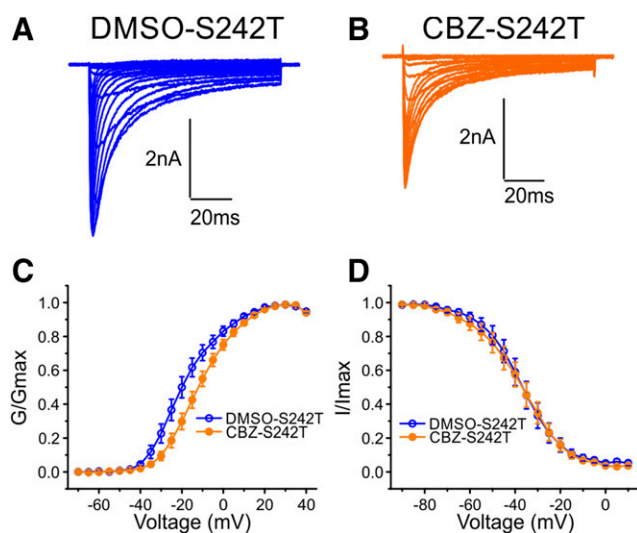 A DMSO-S242T
B CBZ-S242T
2nA
20ms
2nA
20ms
C
G/Gmax
1.0
0.8
0.6
0.4
0.2
0.0
DMSO-S242T
CBZ-S242T
-60 -40 -20 0 20 40
Voltage (mV)
D
I/Imax
1.0
0.8
0.6
0.4
0.2
0.0
DMSO-S242T
CBZ-S242T
-80 -60 -40 -20 0
Voltage (mV)